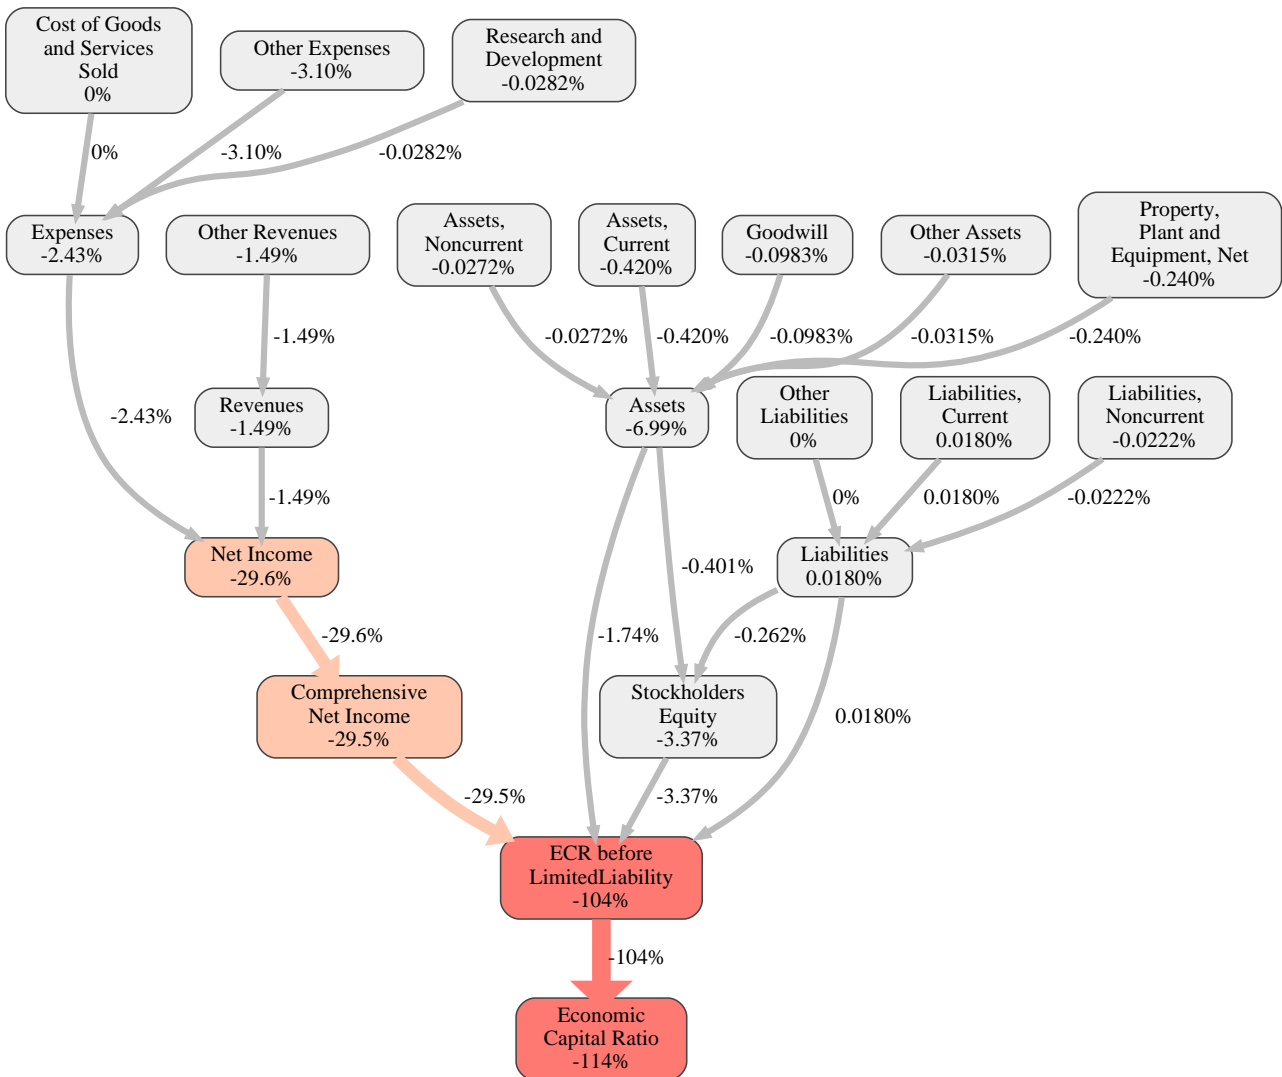 Cost of Goods
and Services
Sold
0%
Other Expenses
-3.10%
Research and
Development
-0.0282%
0%
-3.10%
-0.0282%
Expenses
-2.43%
Other Revenues
-1.49%
Assets,
Noncurrent
-0.0272%
Assets,
Current
-0.420%
Goodwill
-0.0983%
Other Assets
-0.0315%
Property,
Plant and
Equipment, Net
-0.240%
-1.49%
-0.0272%
-0.420%
-0.0983%
-0.0315%
-0.240%
-2.43%
Revenues
-1.49%
Assets
-6.99%
Other
Liabilities
0%
Liabilities,
Current
0.0180%
Liabilities,
Noncurrent
-0.0222%
-1.49%
0%
0.0180%
-0.0222%
Net Income
-29.6%
-0.401%
Liabilities
0.0180%
-29.6%
-1.74%
-0.262%
Comprehensive
Net Income
-29.5%
Stockholders
Equity
-3.37%
0.0180%
-29.5%
-3.37%
ECR before
LimitedLiability
-104%
-104%
Economic
Capital Ratio
-114%